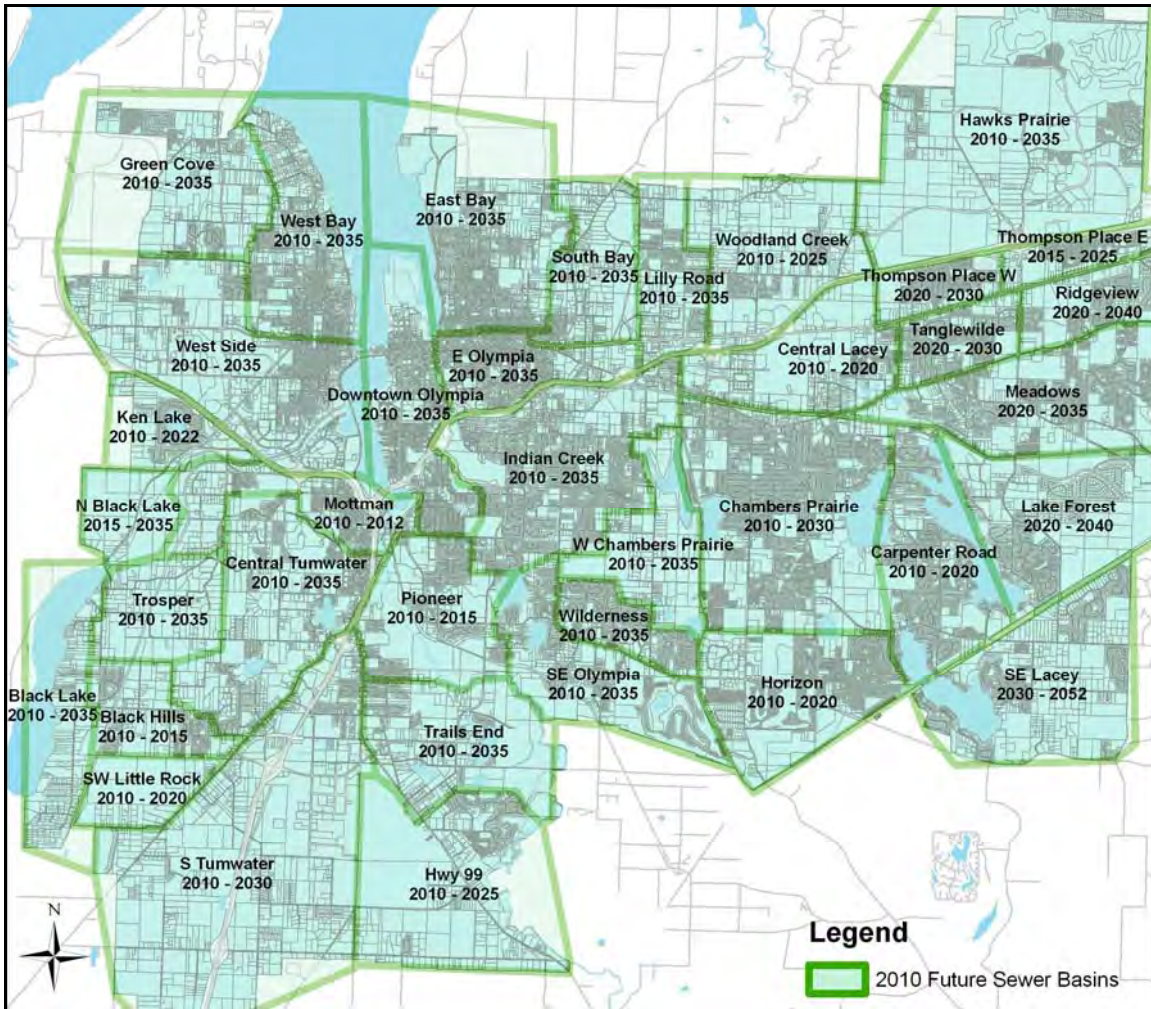 Hawks Prairie
2010 - 2035
Green Cove
2010 - 2035
East Bay
2010 - 2035
West Bay
2010 - 2035
Woodland Creek
2010 - 2025
Thompson Place E
2015 - 2025
South Bay
2010 - 2035
Lilly Road
2010 - 2035
Thompson Place W
2020 - 2030
Ridgeview
2020 - 2040
Tanglewilde
2020 - 2030
West Side
2010 - 2035
E Olympia
2010 - 2035
Central Lacey
2010 - 2020
Downtown Olympia
2010 - 2035
Meadows
2020 - 2035
Ken Lake
2010 - 2022
Indian Creek
2010 - 2035
N Black Lake
2015 - 2035
Mottman
2010 - 2012
Chambers Prairie
2010 - 2030
Lake Forest
2020 - 2040
W Chambers Prairie
2010 - 2035
Carpenter Road
2010 - 2020
Central Tumwater
2010 - 2035
Trosper
2010 - 2035
Pioneer
2010 - 2015
Wilderness
2010 - 2035
SE Olympia
2010 - 2035
Horizon
2010 - 2020
SE Lacey
2030 - 2052
Black Lake
2010 - 2035
Black Hills
2010 - 2015
Trails End
2010 - 2035
SW Little Rock
2010 - 2020
S Tumwater
2010 - 2030
Hwy 99
2010 - 2025
N
Legend
2010 Future Sewer Basins